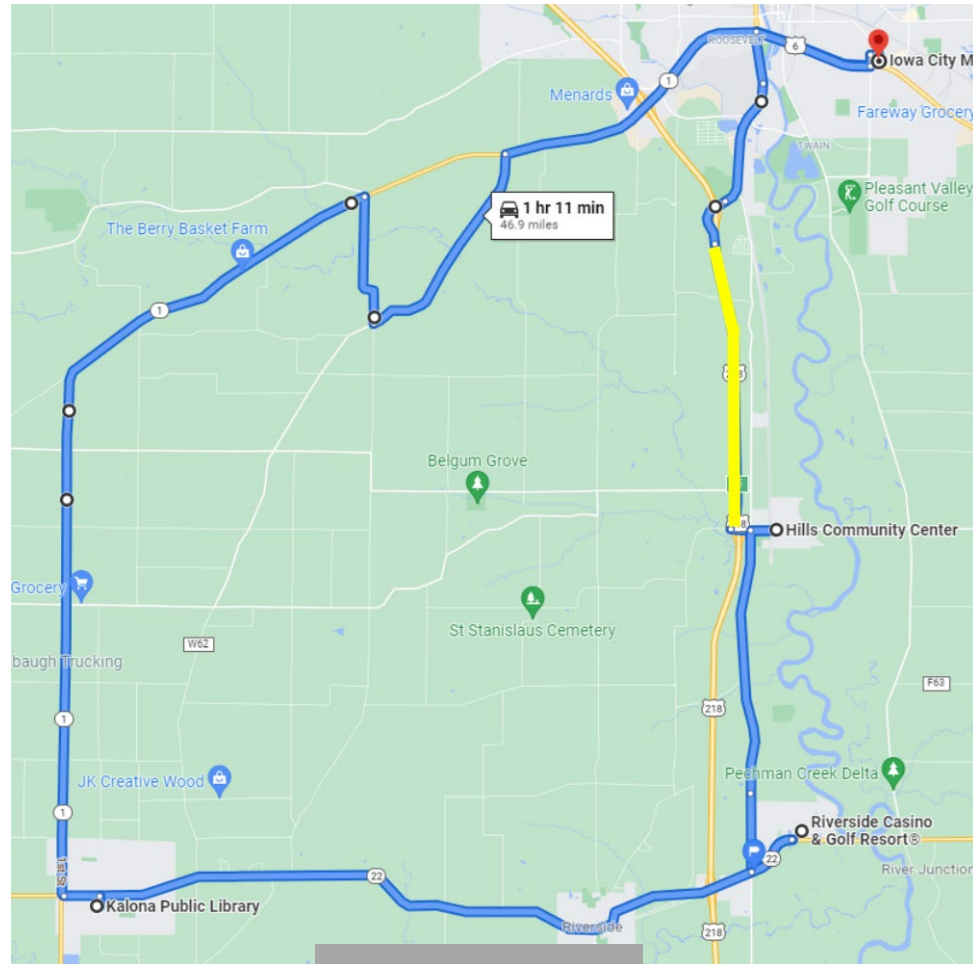 ROOSEVELT
6
Iowa City M
1
Menards
Fareway Grocery
TWAIN
Pleasant Valley
Golf Course
1 hr 11 min
46.9 miles
The Berry Basket Farm
1
Belgum Grove
Hills Community Center
Grocery
St Stanislaus Cemetery
W62
baugh Trucking
F63
218
1
Pechman Creek Delta
JK Creative Wood
1
Riverside Casino
& Golf Resort®
22
River Junction
1st St
22
Kalona Public Library
Riverside
218